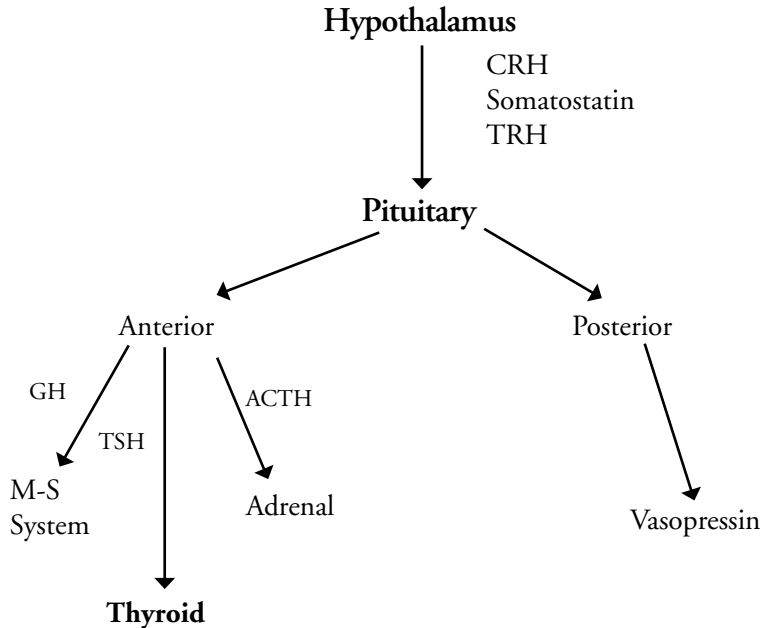 Hypothalamus
CRH
Somatostatin
TRH
Pituitary
Anterior
Posterior
GH
ACTH
TSH
M-S
System
Adrenal
Vasopressin
Thyroid